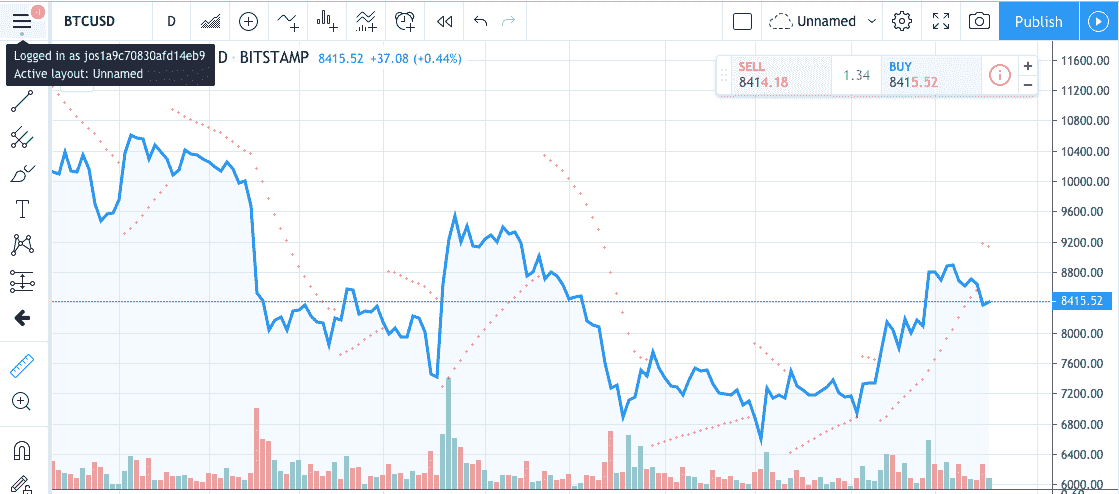 BTCUSD
D
Unnamed
Publish
Logged in as jos1a9c70830afd14eb9
Active layout: Unnamed
D · BITSTAMP 8415.52 +37.08 (+0.44%)
SELL
8414.18
1.34
BUY
8415.52
11600.00
11200.00
10800.00
10400.00
10000.00
9600.00
9200.00
8800.00
8415.52
8000.00
7600.00
7200.00
6800.00
6400.00
6000.00